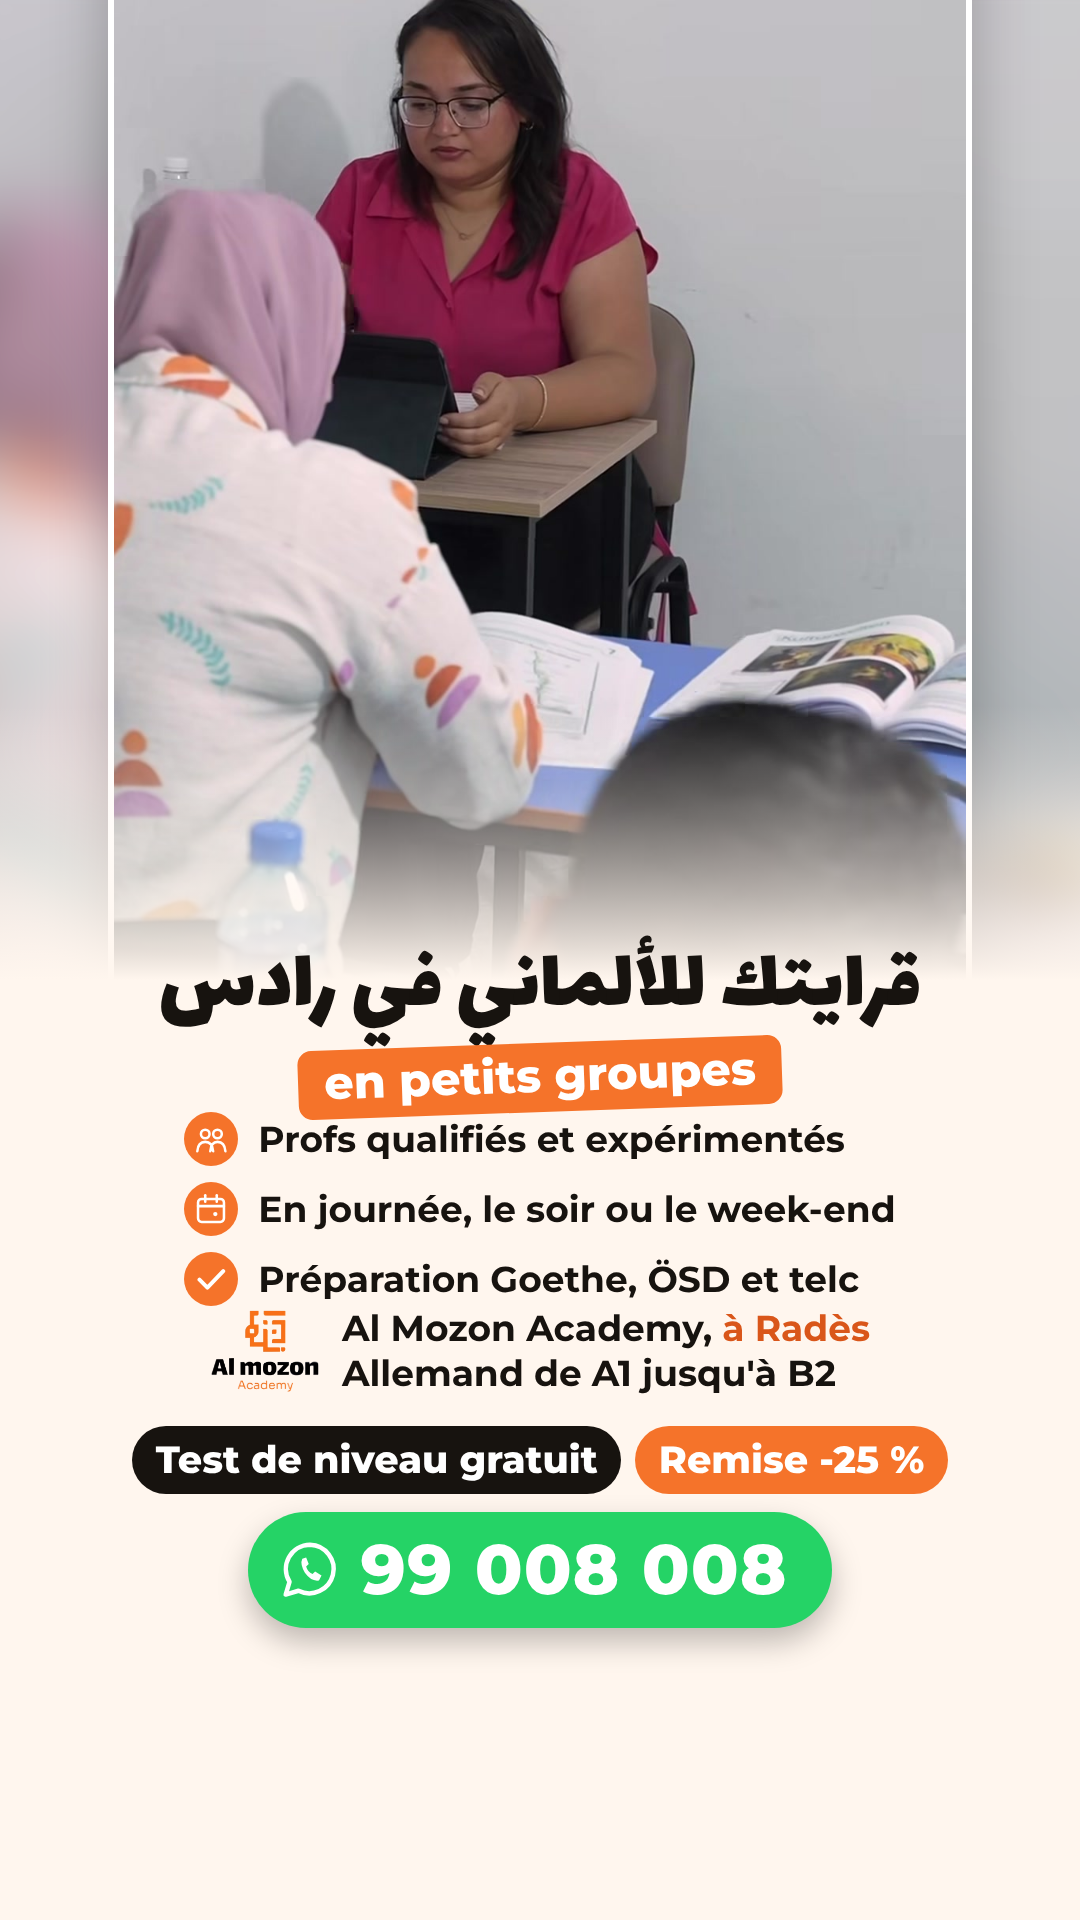 قرايتك للألماني في رادس
en petits groupes
Profs qualifiés et expérimentés
En journée, le soir ou le week-end
Préparation Goethe, ÖSD et telc
Al mozon
Academy
Al Mozon Academy, à Radès
Allemand de A1 jusqu'à B2
Test de niveau gratuit
Remise -25 %
99 008 008